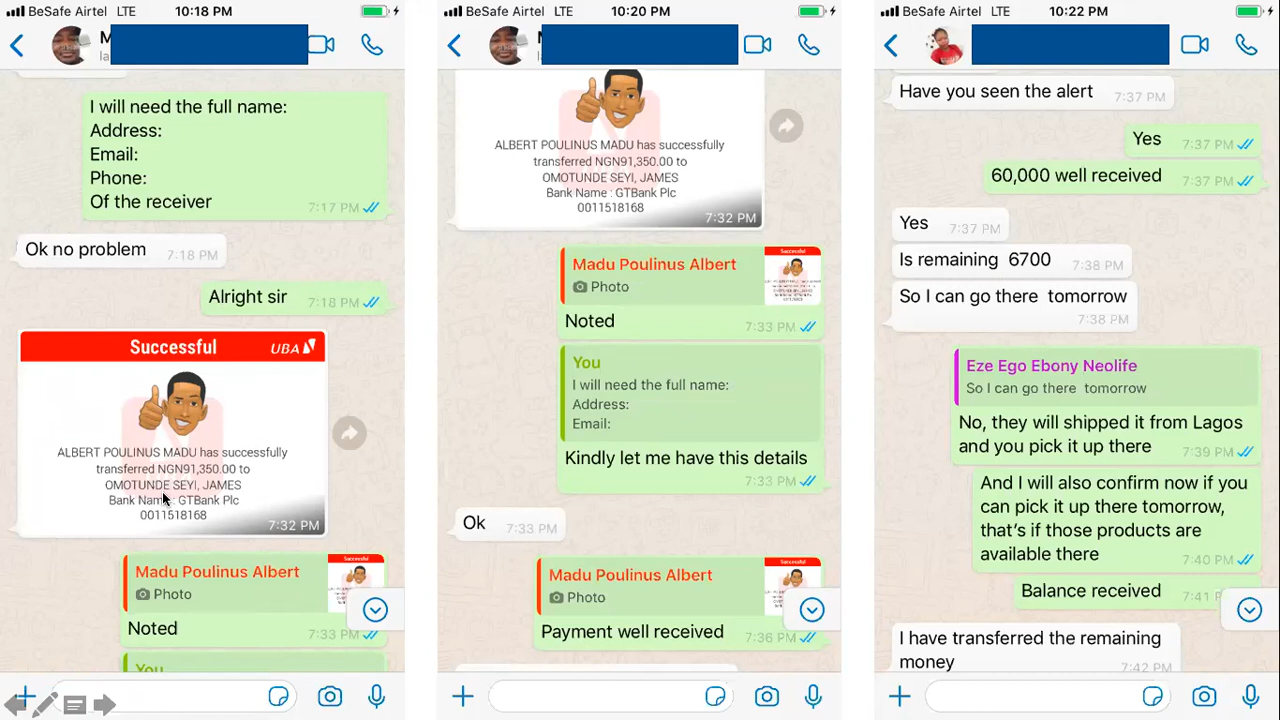 BeSafe Airtel LTE 10:18 PM
I will need the full name:
Address:
Email:
Phone:
Of the receiver
7:17 PM
Ok no problem 7:18 PM
Alright sir 7:18 PM
Successful UBA
ALBERT POULINUS MADU has successfully
transferred NGN91,350.00 to
OMOTUNDE SEYI, JAMES
Bank Name : GTBank Plc
0011518168
7:32 PM
Madu Poulinus Albert
Photo
Successful
Noted 7:33 PM
You
BeSafe Airtel LTE 10:20 PM
ALBERT POULINUS MADU has successfully
transferred NGN91,350.00 to
OMOTUNDE SEYI, JAMES
Bank Name : GTBank Plc
0011518168
7:32 PM
Madu Poulinus Albert
Photo
Successful
Noted 7:33 PM
You
I will need the full name:
Address:
Email:
Kindly let me have this details
7:33 PM
Ok 7:33 PM
Madu Poulinus Albert
Photo
Successful
Payment well received 7:36 PM
BeSafe Airtel LTE 10:22 PM
Have you seen the alert 7:37 PM
Yes 7:37 PM
60,000 well received 7:37 PM
Yes 7:37 PM
Is remaining 6700 7:38 PM
So I can go there tomorrow
7:38 PM
Eze Ego Ebony Neolife
So I can go there tomorrow
No, they will shipped it from Lagos
and you pick it up there 7:39 PM
And I will also confirm now if you
can pick it up there tomorrow,
that's if those products are
available there 7:40 PM
Balance received 7:41
I have transferred the remaining
money 7:42 PM